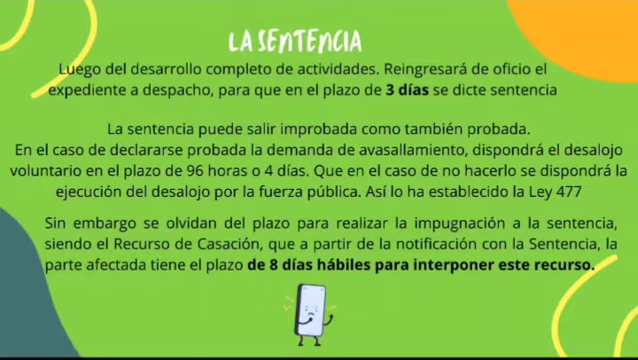 LA SENTENCIA
Luego del desarrollo completo de actividades. Reingresará de oficio el
expediente a despacho, para que en el plazo de 3 días se dicte sentencia
La sentencia puede salir improbada como también probada.
En el caso de declararse probada la demanda de avasallamiento, dispondrá el desalojo
voluntario en el plazo de 96 horas o 4 días. Que en el caso de no hacerlo se dispondrá la
ejecución del desalojo por la fuerza pública. Así lo ha establecido la Ley 477
Sin embargo se olvidan del plazo para realizar la impugnación a la sentencia,
siendo el Recurso de Casación, que a partir de la notificación con la Sentencia, la
parte afectada tiene el plazo de 8 días hábiles para interponer este recurso.